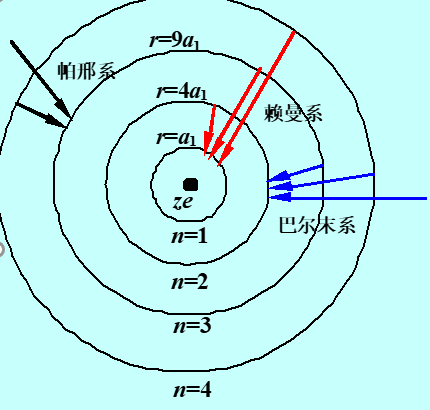 r=9a₁
帕邢系
r=4a₁
赖曼系
r=a₁
ze
巴尔末系
n=1
n=2
n=3
n=4